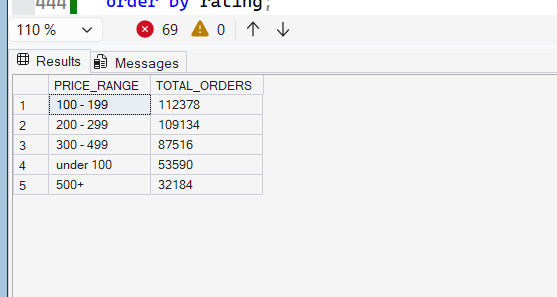 444 order by rating;
110 % 69 0
Results Messages
PRICE_RANGE TOTAL_ORDERS
1 100 - 199 112378
2 200 - 299 109134
3 300 - 499 87516
4 under 100 53590
5 500+ 32184